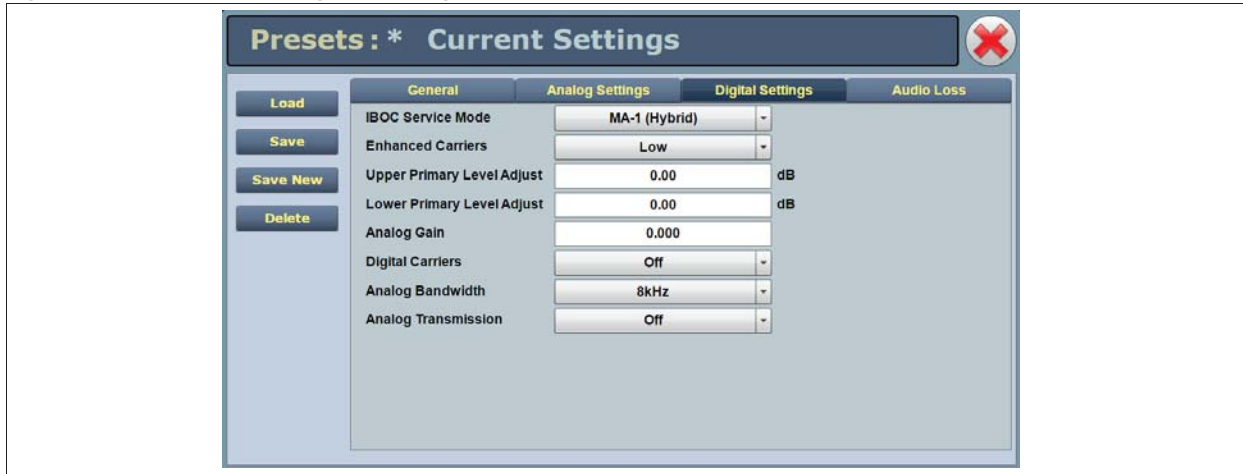 Presets:* Current Settings
General Analog Settings Digital Settings Audio Loss
Load
Save
Save New
Delete
IBOC Service Mode MA-1 (Hybrid)
Enhanced Carriers Low
Upper Primary Level Adjust 0.00 dB
Lower Primary Level Adjust 0.00 dB
Analog Gain 0.000
Digital Carriers Off
Analog Bandwidth 8kHz
Analog Transmission Off